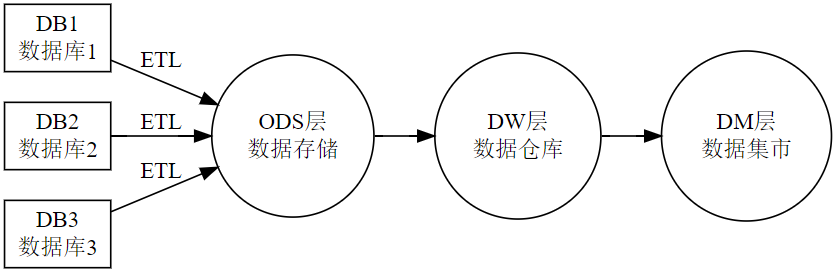 DB1
数据库1
ETL
DB2
数据库2
ETL
DB3
数据库3
ETL
ODS层
数据存储
DW层
数据仓库
DM层
数据集市